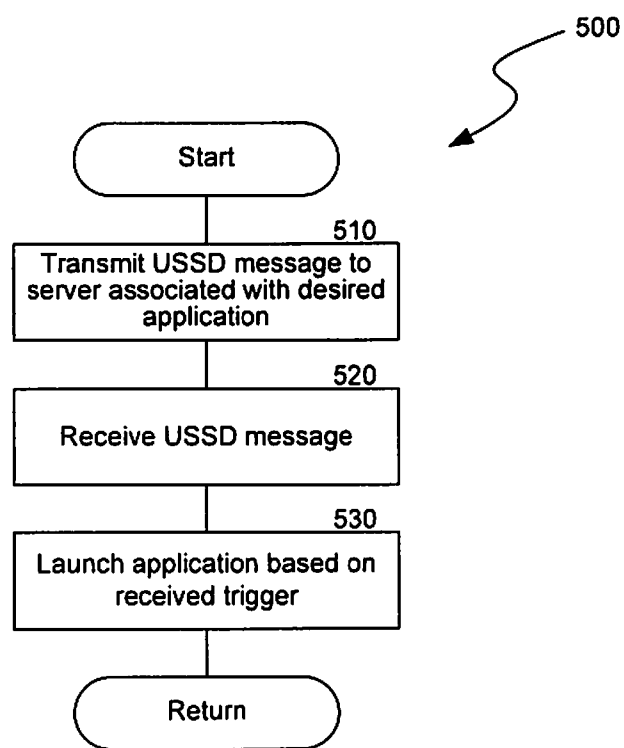 500
Start
510
Transmit USSD message to
server associated with desired
application
520
Receive USSD message
530
Launch application based on
received trigger
Return